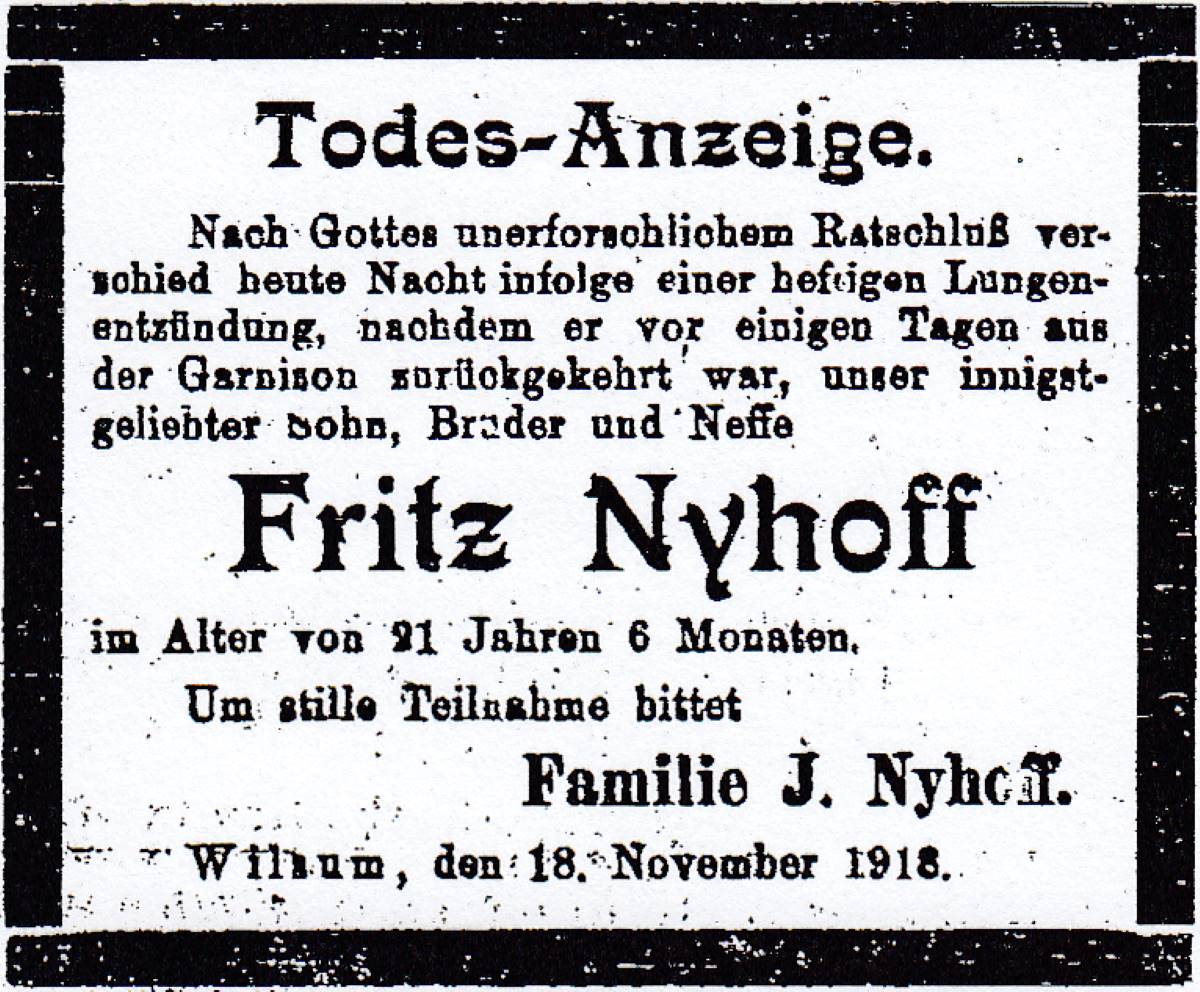 Todes-Anzeige.
Nach Gottes unerforschlichem Ratschluß ver-
schied heute Nacht infolge einer heftigen Lungen-
entzündung, nachdem er vor einigen Tagen aus
der Garnison zurückgekehrt war, unser innigst-
geliebter Sohn, Bruder und Neffe
Fritz Nyhoff
im Alter von 21 Jahren 6 Monaten.
Um stille Teilnahme bittet
Familie J. Nyhoff.
Wilsum, den 18. November 1918.